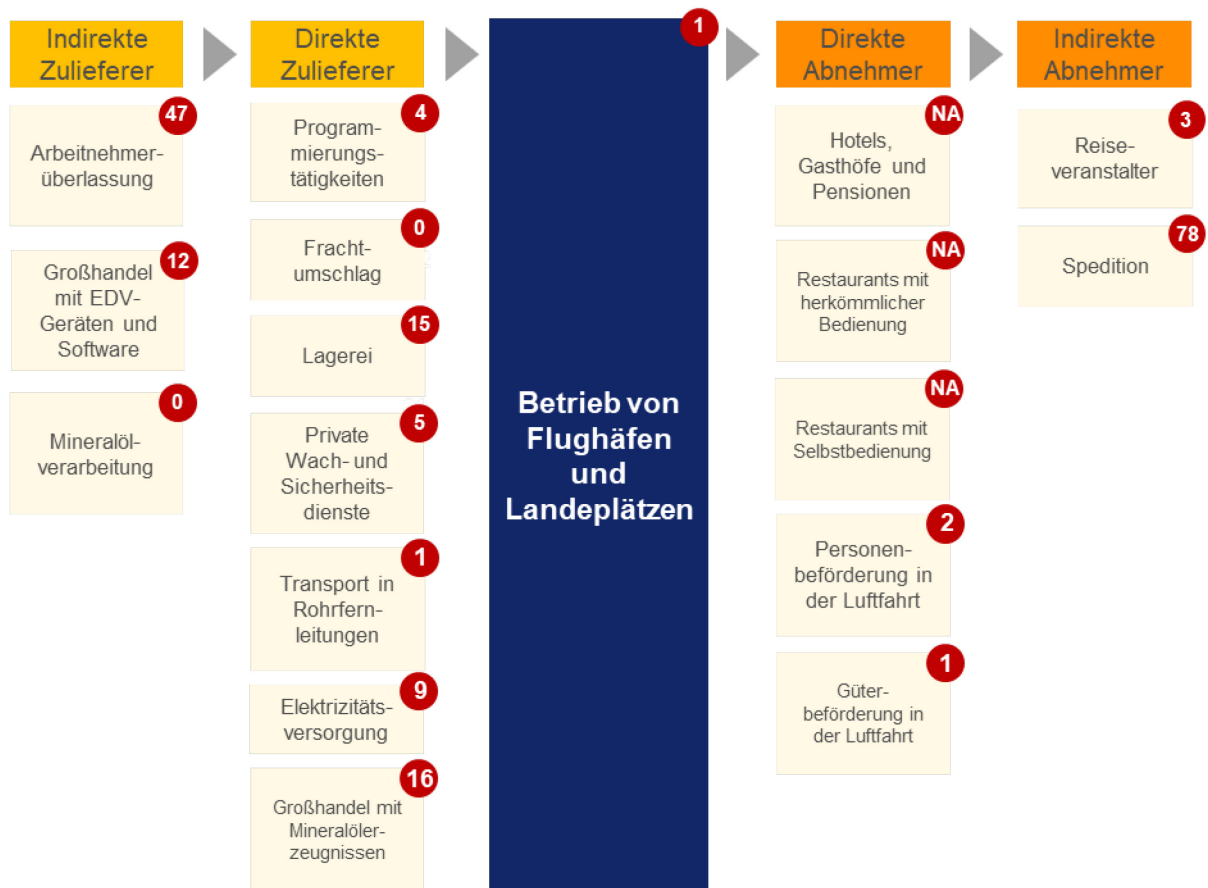 Indirekte
Zulieferer
47
Arbeitnehmer-
überlassung
12
Großhandel
mit EDV-
Geräten und
Software
0
Mineralöl-
verarbeitung
Direkte
Zulieferer
4
Program-
mierungs-
tätigkeiten
0
Fracht-
umschlag
15
Lagerei
5
Private
Wach- und
Sicherheits-
dienste
1
Transport in
Rohrfern-
leitungen
9
Elektrizitäts-
versorgung
16
Großhandel mit
Mineralöler-
zeugnissen
1
Betrieb von
Flughäfen
und
Landeplätzen
Direkte
Abnehmer
NA
Hotels,
Gasthöfe und
Pensionen
NA
Restaurants mit
herkömmlicher
Bedienung
NA
Restaurants mit
Selbstbedienung
2
Personen-
beförderung in
der Luftfahrt
1
Güter-
beförderung in
der Luftfahrt
Indirekte
Abnehmer
3
Reise-
veranstalter
78
Spedition